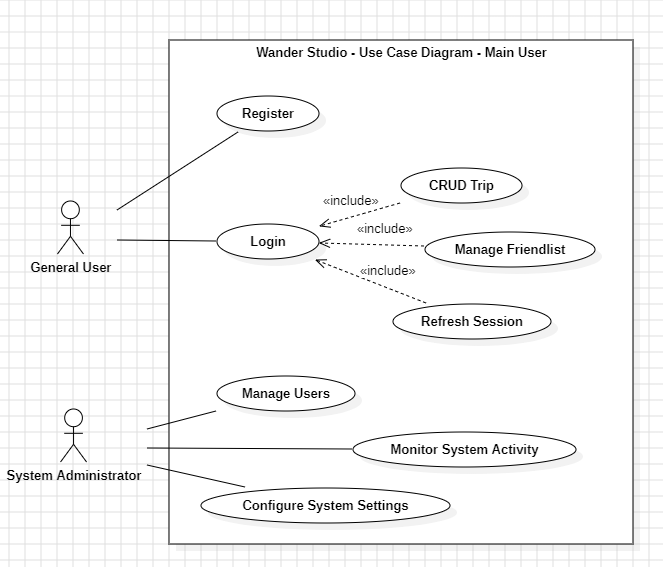 Wander Studio - Use Case Diagram - Main User
Register
CRUD Trip
«include»
«include»
Login
Manage Friendlist
General User
«include»
Refresh Session
Manage Users
Monitor System Activity
System Administrator
Configure System Settings